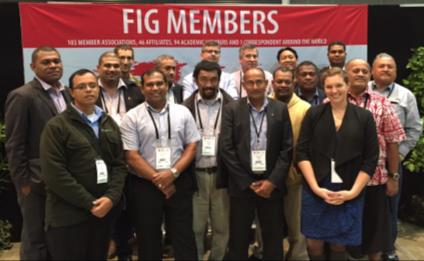 FIG MEMBERS
103 MEMBER ASSOCIATIONS, 46 AFFILIATES, 94 ACADEMIC MEMBERS AND 1 CORRESPONDENT AROUND THE WORLD